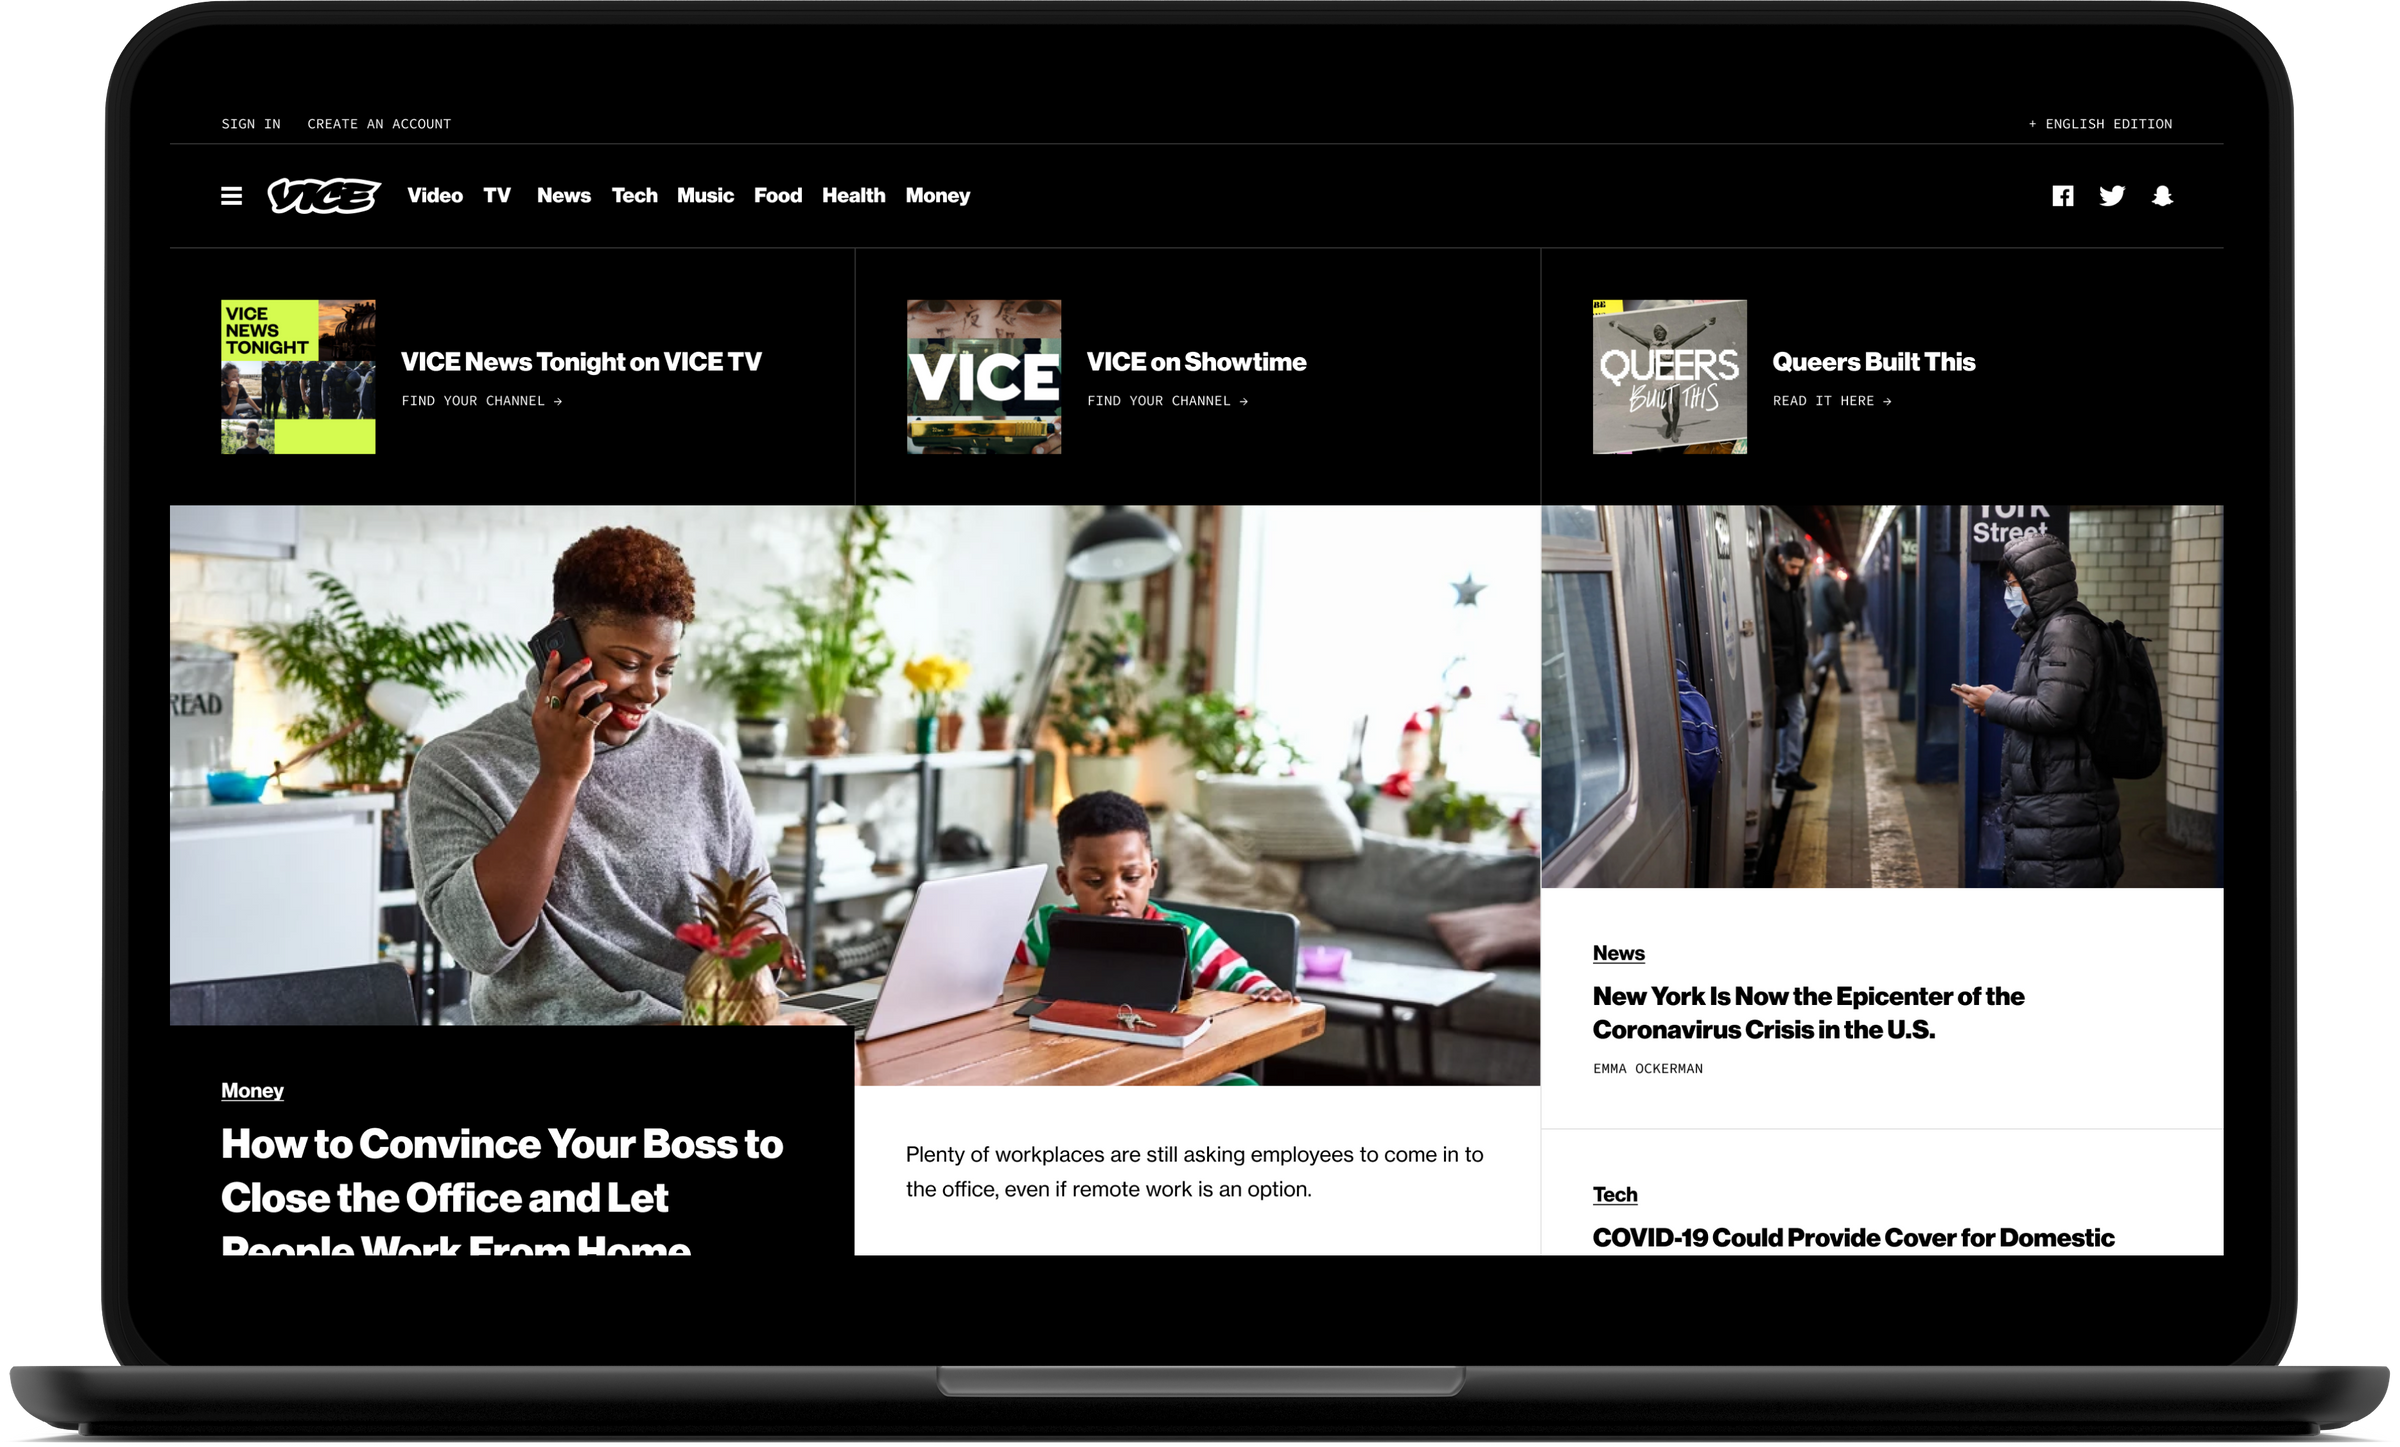 SIGN IN CREATE AN ACCOUNT
+ ENGLISH EDITION
VICE Video TV News Tech Music Food Health Money
VICE
NEWS
TONIGHT
VICE News Tonight on VICE TV
FIND YOUR CHANNEL →
VICE
VICE on Showtime
FIND YOUR CHANNEL →
QUEERS
BUILT THIS
Queers Built This
READ IT HERE →
READ
York
Street
Money
How to Convince Your Boss to
Close the Office and Let
People Work From Home
Plenty of workplaces are still asking employees to come in to
the office, even if remote work is an option.
News
New York Is Now the Epicenter of the
Coronavirus Crisis in the U.S.
EMMA OCKERMAN
Tech
COVID-19 Could Provide Cover for Domestic